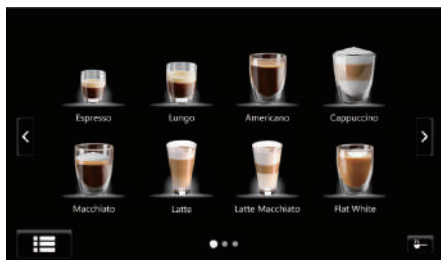 Espresso
Lungo
Americano
Cappuccino
Macchiato
Latte
Latte Macchiato
Flat White